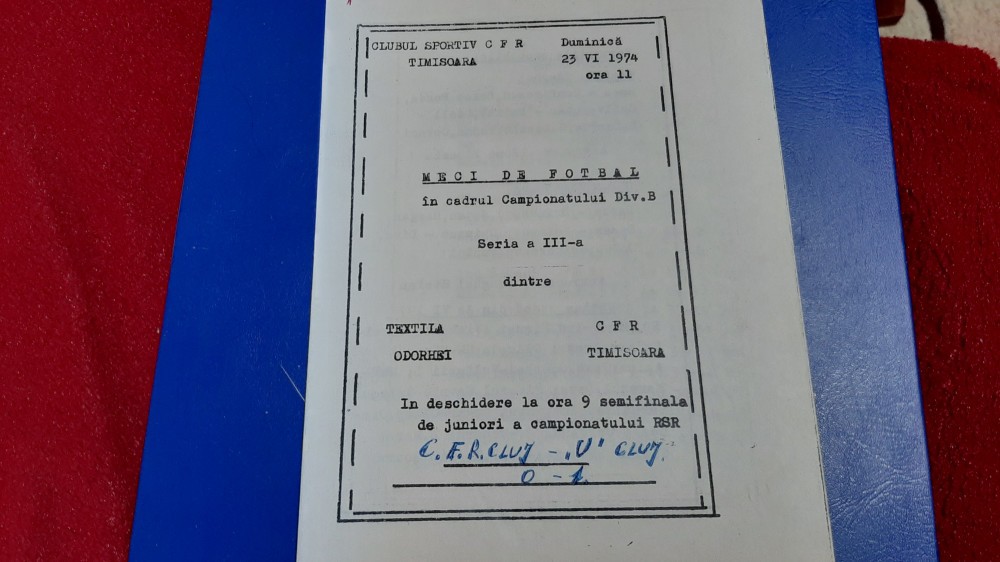 CLUBUL SPORTIV C F R Duminică
TIMISOARA 23 VI 1974
ora 11
MECI DE FOTBAL
în cadrul Campionatului Div.B
Seria a III-a
dintre
TEXTILA C F R
ODORHEI TIMISOARA
In deschidere la ora 9 semifinala
de juniori a campionatului RSR
C.F.R. CLUJ - "U" CLUJ.
0 - 1.